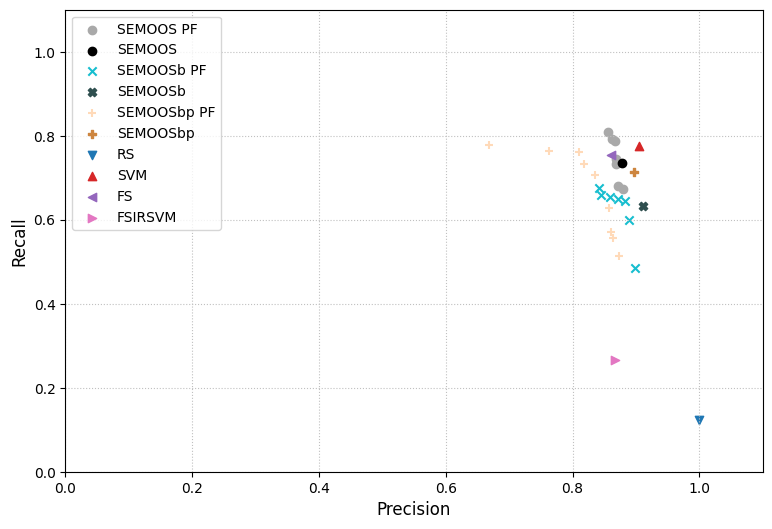 SEMOOS PF
SEMOOS
SEMOOSb PF
SEMOOSb
SEMOOSbp PF
SEMOOSbp
RS
SVM
FS
FSIRSVM
1.0
0.8
0.6
0.4
0.2
0.0
Recall
0.0 0.2 0.4 0.6 0.8 1.0
Precision